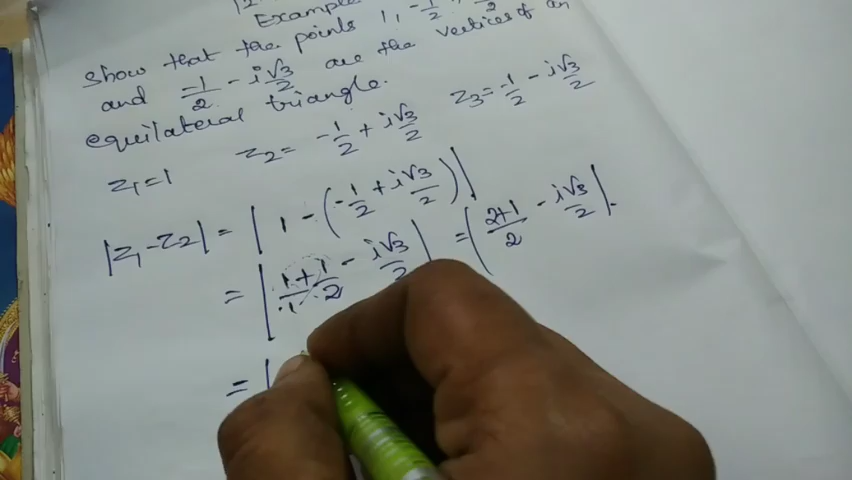 Example
Show that the points 1, -1/2
and -1/2 - i√3/2 are the vertices of an
equilateral triangle.
z₁=1 z₂= -1/2 + i√3/2 z₃= -1/2 - i√3/2
|z₁-z₂| = | 1 - (-1/2 + i√3/2) |
= | 1/1 + 1/2 - i√3/2 | = | 2+1/2 - i√3/2 |.
= |